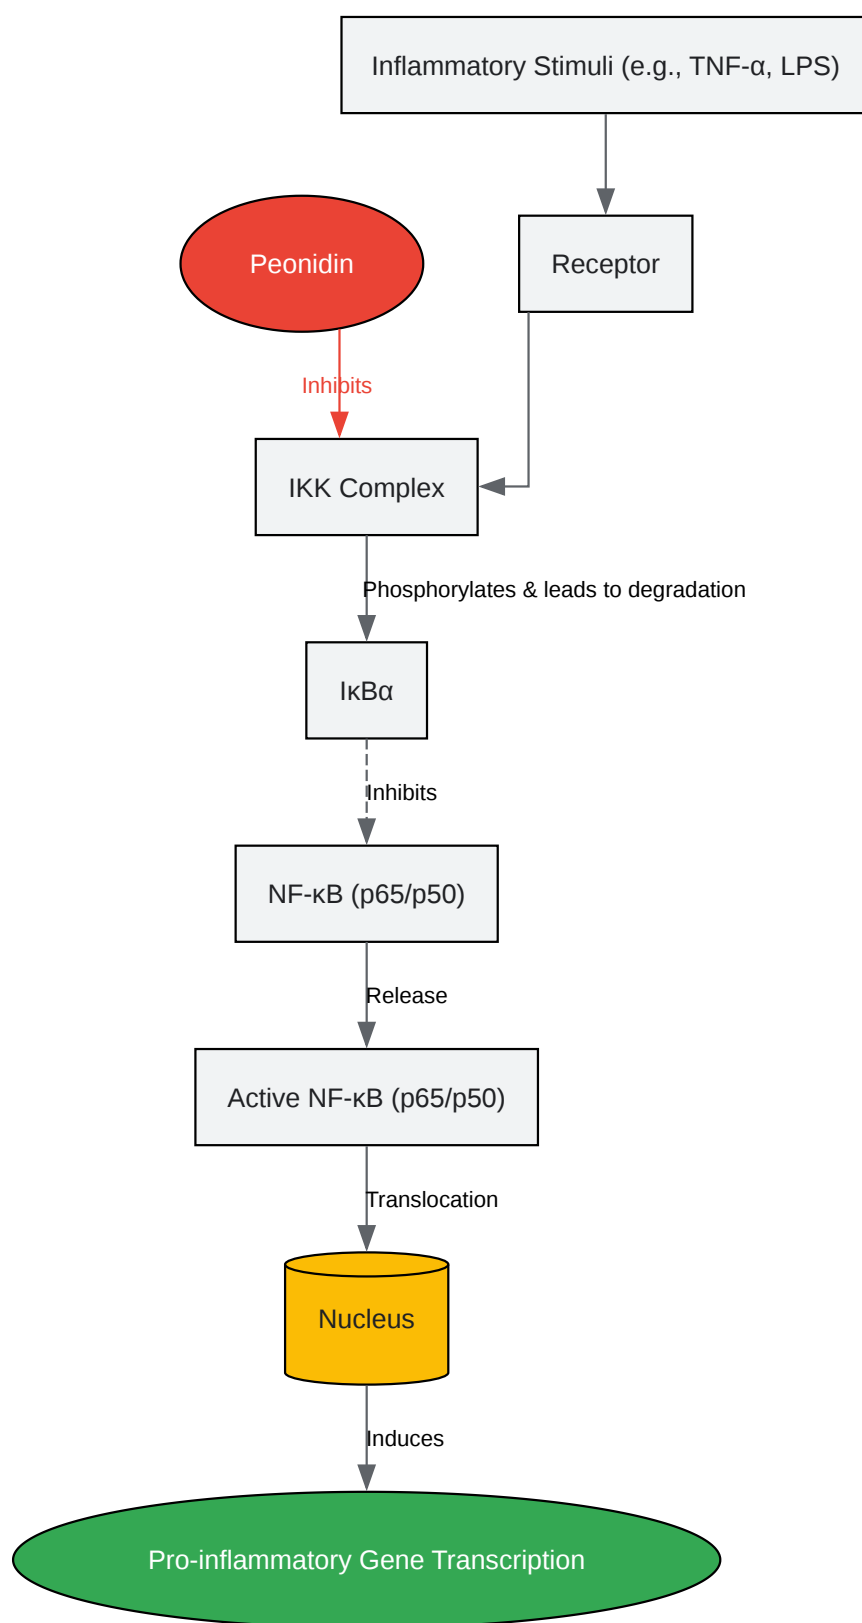 Inflammatory Stimuli (e.g., TNF-α, LPS)
Peonidin
Receptor
Inhibits
IKK Complex
Phosphorylates & leads to degradation
IκBα
Inhibits
NF-κB (p65/p50)
Release
Active NF-κB (p65/p50)
Translocation
Nucleus
Induces
Pro-inflammatory Gene Transcription